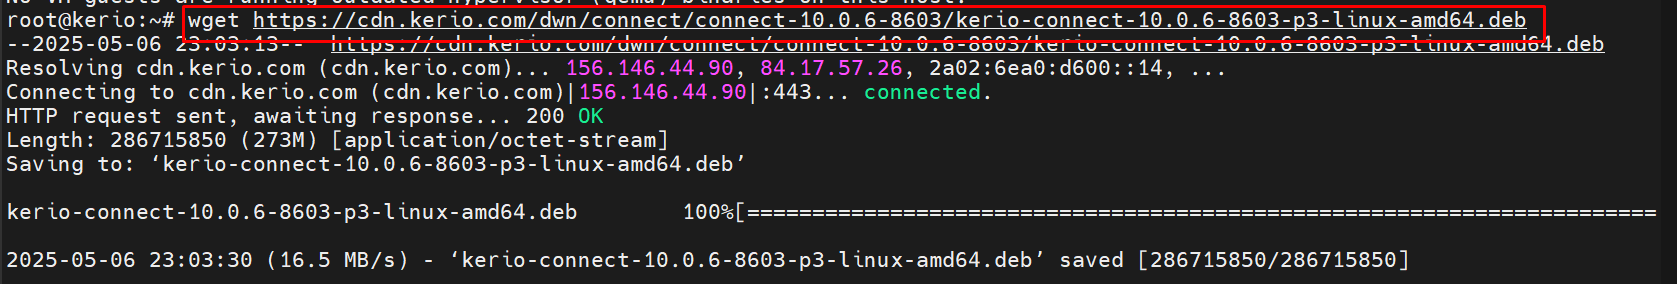 root@kerio:~# wget https://cdn.kerio.com/dwn/connect/connect-10.0.6-8603/kerio-connect-10.0.6-8603-p3-linux-amd64.deb
--2025-05-06 23:03:13--  https://cdn.kerio.com/dwn/connect/connect-10.0.6-8603/kerio-connect-10.0.6-8603-p3-linux-amd64.deb
Resolving cdn.kerio.com (cdn.kerio.com)... 156.146.44.90, 84.17.57.26, 2a02:6ea0:d600::14, ...
Connecting to cdn.kerio.com (cdn.kerio.com)|156.146.44.90|:443... connected.
HTTP request sent, awaiting response... 200 OK
Length: 286715850 (273M) [application/octet-stream]
Saving to: ‘kerio-connect-10.0.6-8603-p3-linux-amd64.deb’
kerio-connect-10.0.6-8603-p3-linux-amd64.deb        100%[======================================================================
2025-05-06 23:03:30 (16.5 MB/s) - ‘kerio-connect-10.0.6-8603-p3-linux-amd64.deb’ saved [286715850/286715850]